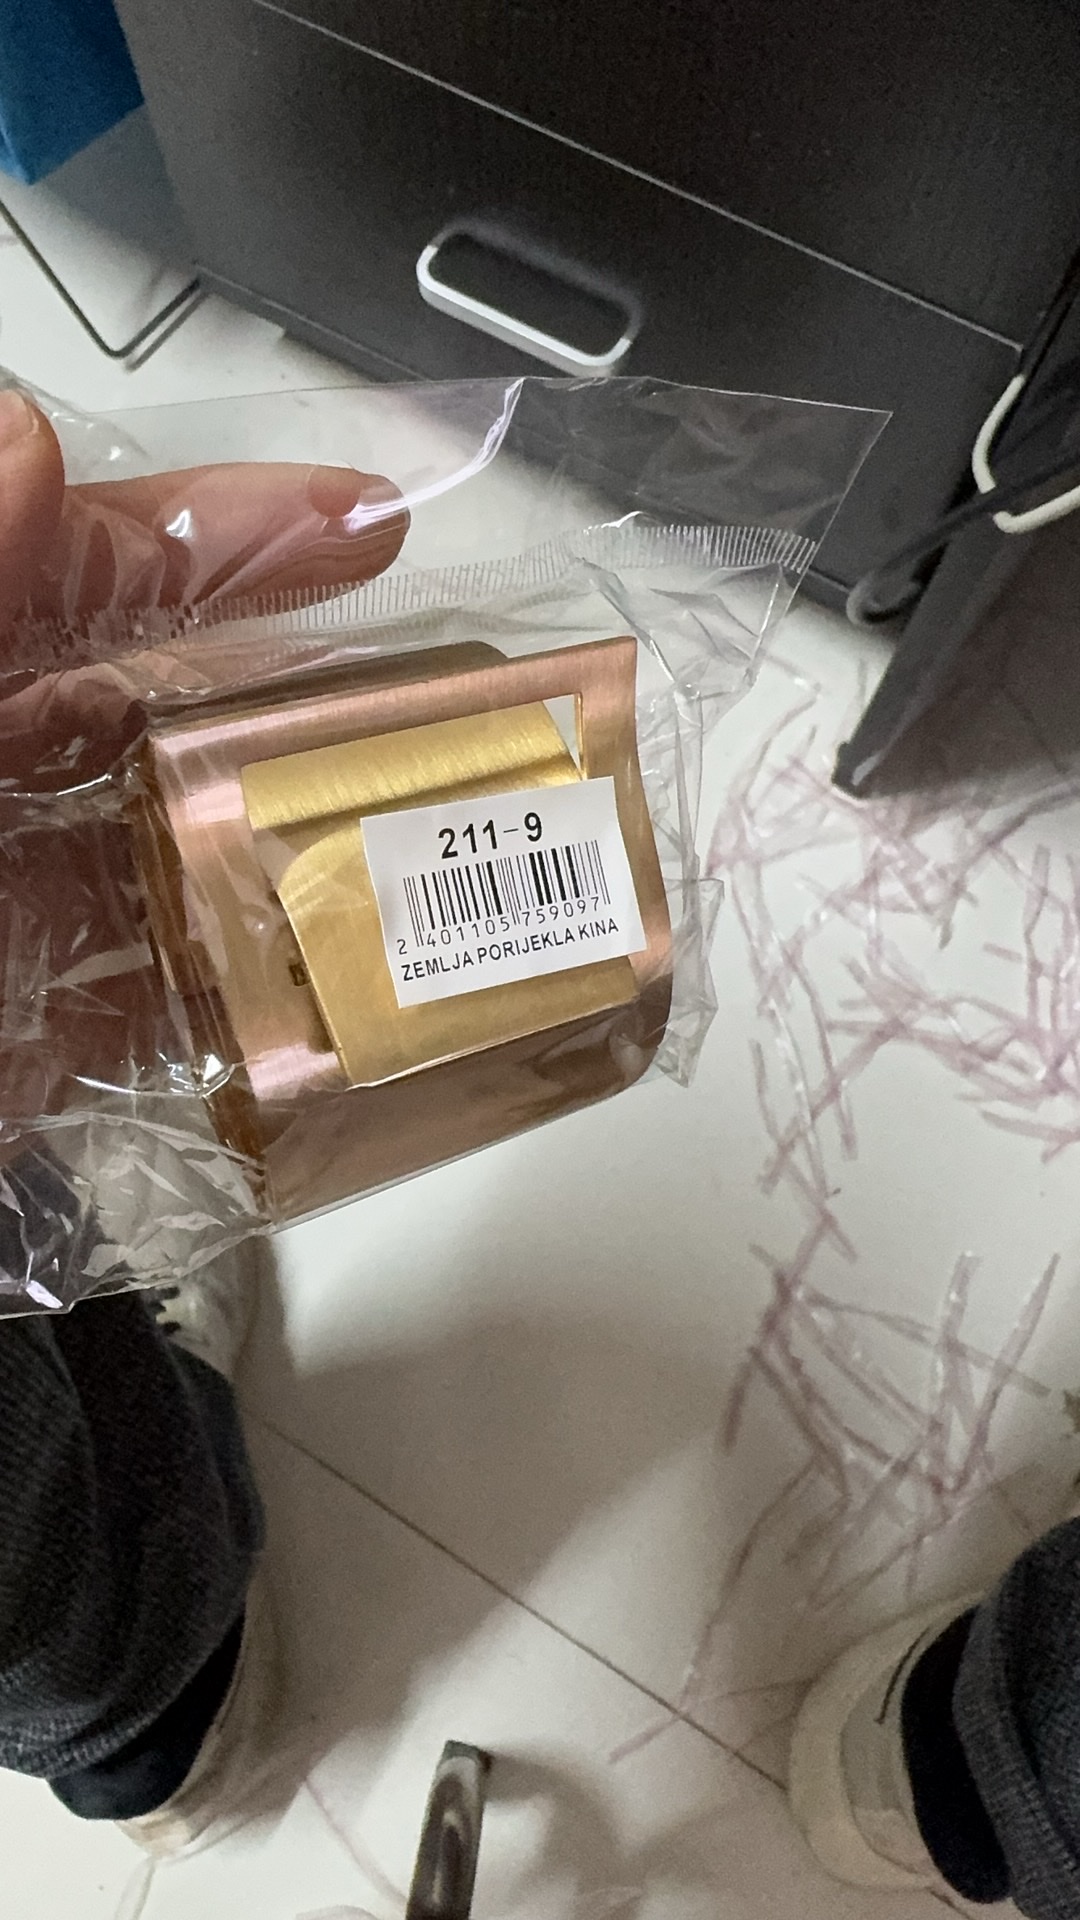 211-9
2 401105 759097
ZEMLJA PORIJEKLA KINA